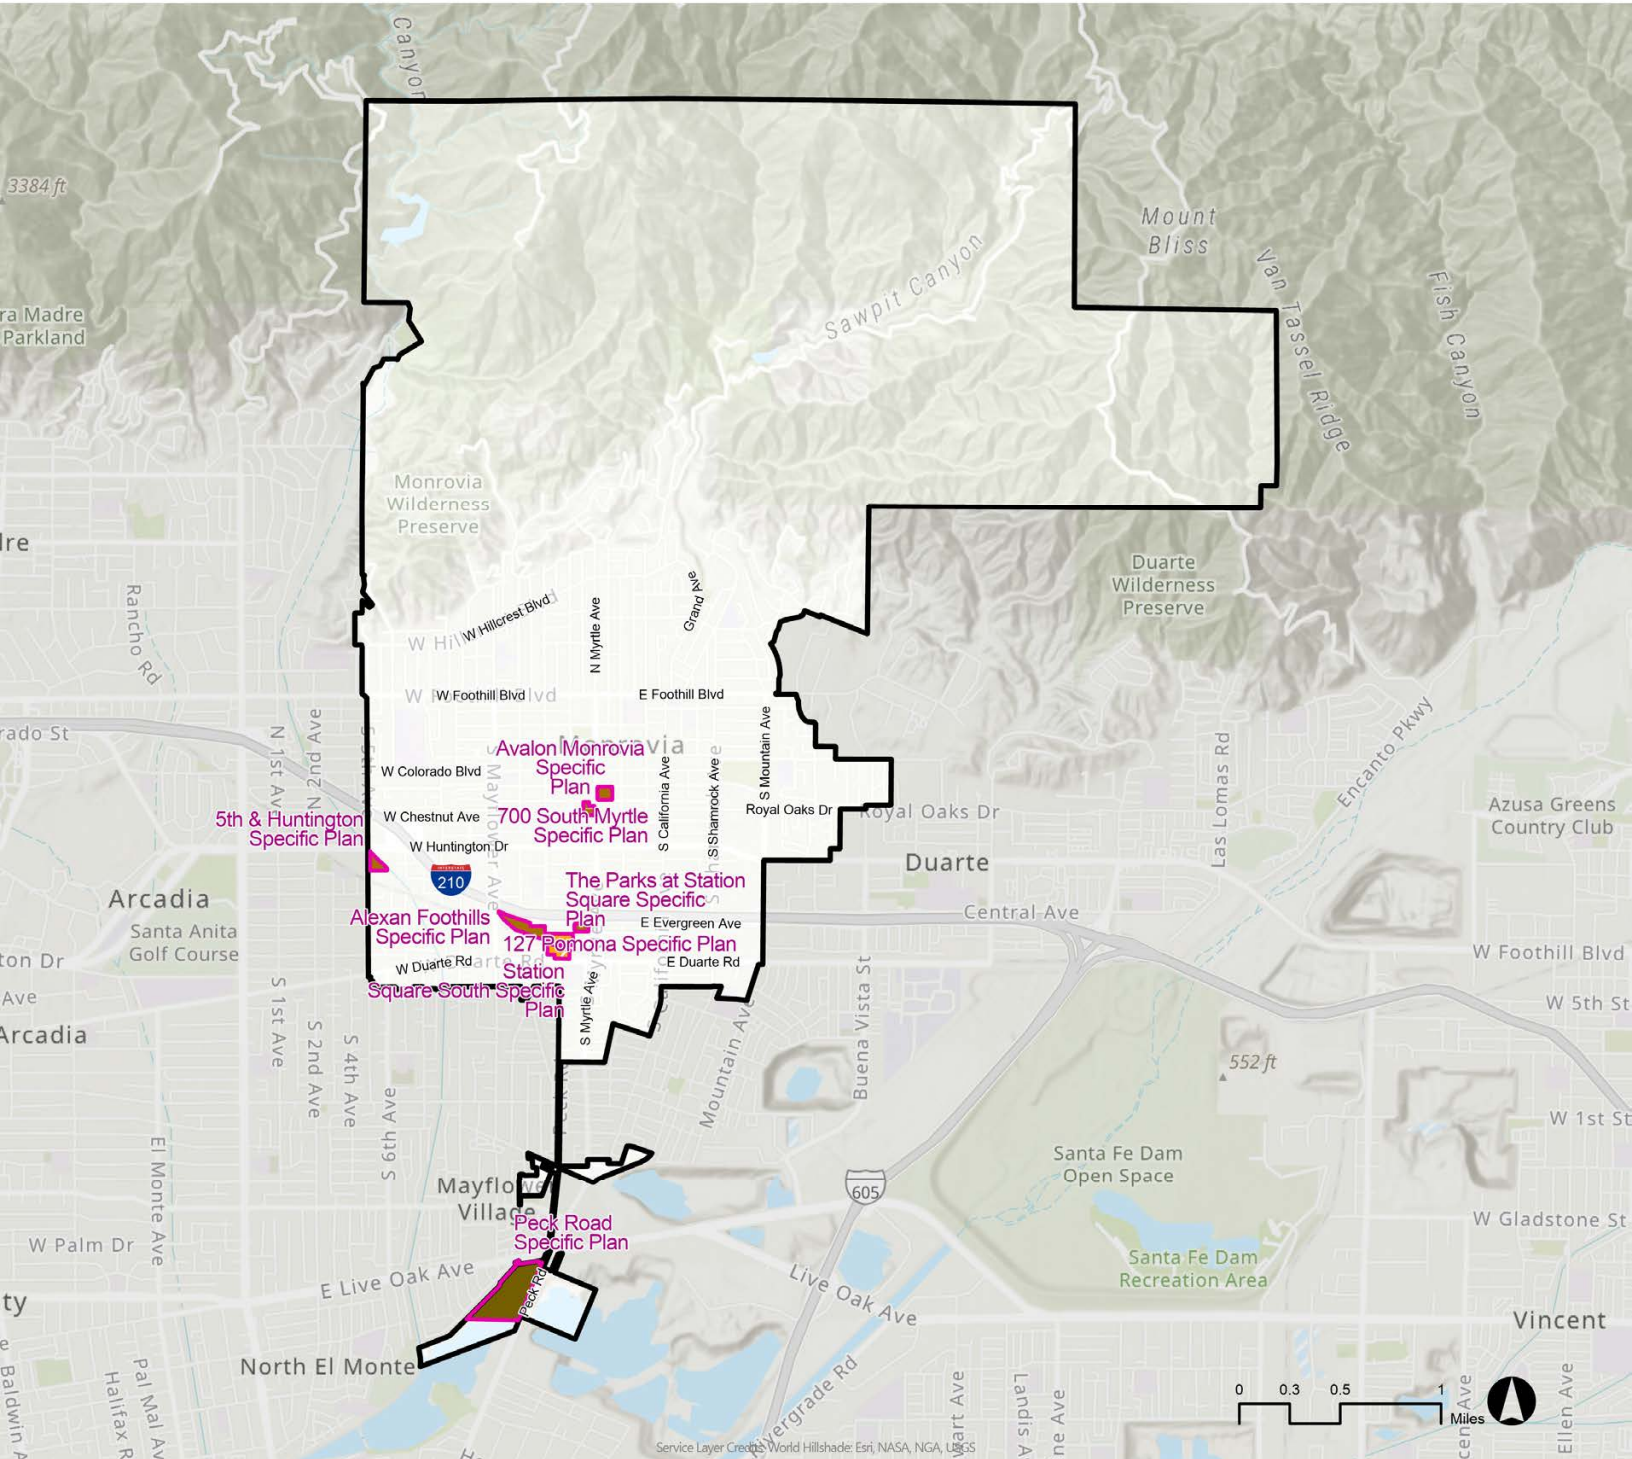 Canyon
3384 ft
Mount
Bliss
Sawpit Canyon
Van Tassel Ridge
Fish Canyon
ra Madre
Parkland
Monrovia
Wilderness
Preserve
Duarte
Wilderness
Preserve
Rancho Rd
W Hillcrest Blvd
N Myrtle Ave
Grand Ave
W Foothill Blvd
E Foothill Blvd
Encanto Pkwy
N 1st Ave
N 2nd Ave
S 5th Ave
S Mayflower Ave
Monrovia
Avalon Monrovia
Specific
Plan
W Colorado Blvd
S California Ave
S Shamrock Ave
S Mountain Ave
Las Lomas Rd
Azusa Greens
Country Club
5th & Huntington
Specific Plan
W Chestnut Ave
700 South Myrtle
Specific Plan
Royal Oaks Dr
Royal Oaks Dr
W Huntington Dr
Duarte
INTERSTATE
210
Arcadia
Santa Anita
Golf Course
The Parks at Station
Square Specific
Plan
Central Ave
Alexan Foothills
Specific Plan
E Evergreen Ave
127 Pomona Specific Plan
W Foothill Blvd
W Duarte Rd
E Duarte Rd
Station
Square South Specific
Plan
S Myrtle Ave
Arcadia
S 1st Ave
S 2nd Ave
S 4th Ave
S 6th Ave
Mountain Ave
Buena Vista St
552 ft
W 5th St
W 1st St
El Monte Ave
Santa Fe Dam
Open Space
Mayflower
Village
605
W Gladstone St
Peck Road
Specific Plan
W Palm Dr
E Live Oak Ave
Peck Rd
Live Oak Ave
Santa Fe Dam
Recreation Area
Vincent
North El Monte
Pal Mal Av
Halifax R
Baldwin A
Rivergrade Rd
Landis A
Ellen Ave
0 0.3 0.5 1
Miles
Service Layer Credits: World Hillshade: Esri, NASA, NGA, USGS